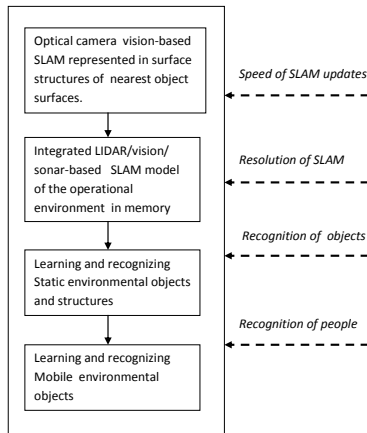 Optical camera vision-based
SLAM represented in surface
structures of nearest object
surfaces.
Speed of SLAM updates
Integrated LIDAR/vision/
sonar-based SLAM model
of the operational
environment in memory
Resolution of SLAM
Learning and recognizing
Static environmental objects
and structures
Recognition of objects
Learning and recognizing
Mobile environmental
objects
Recognition of people